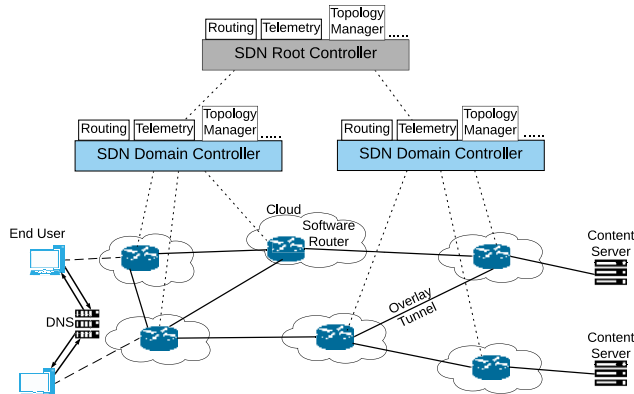 Routing
Telemetry
Topology
Manager
.....
SDN Root Controller
Routing
Telemetry
Topology
Manager
.....
SDN Domain Controller
Routing
Telemetry
Topology
Manager
.....
SDN Domain Controller
Cloud
Software
Router
End User
Content
Server
DNS
Overlay
Tunnel
Content
Server